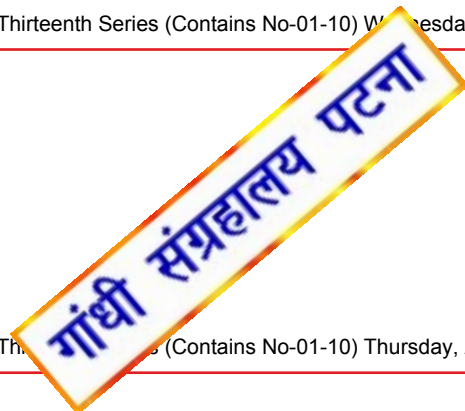 Thirteenth Series (Contains No-01-10)
गांधी संग्रहालय पटना
(Contains No-01-10) Thursday,